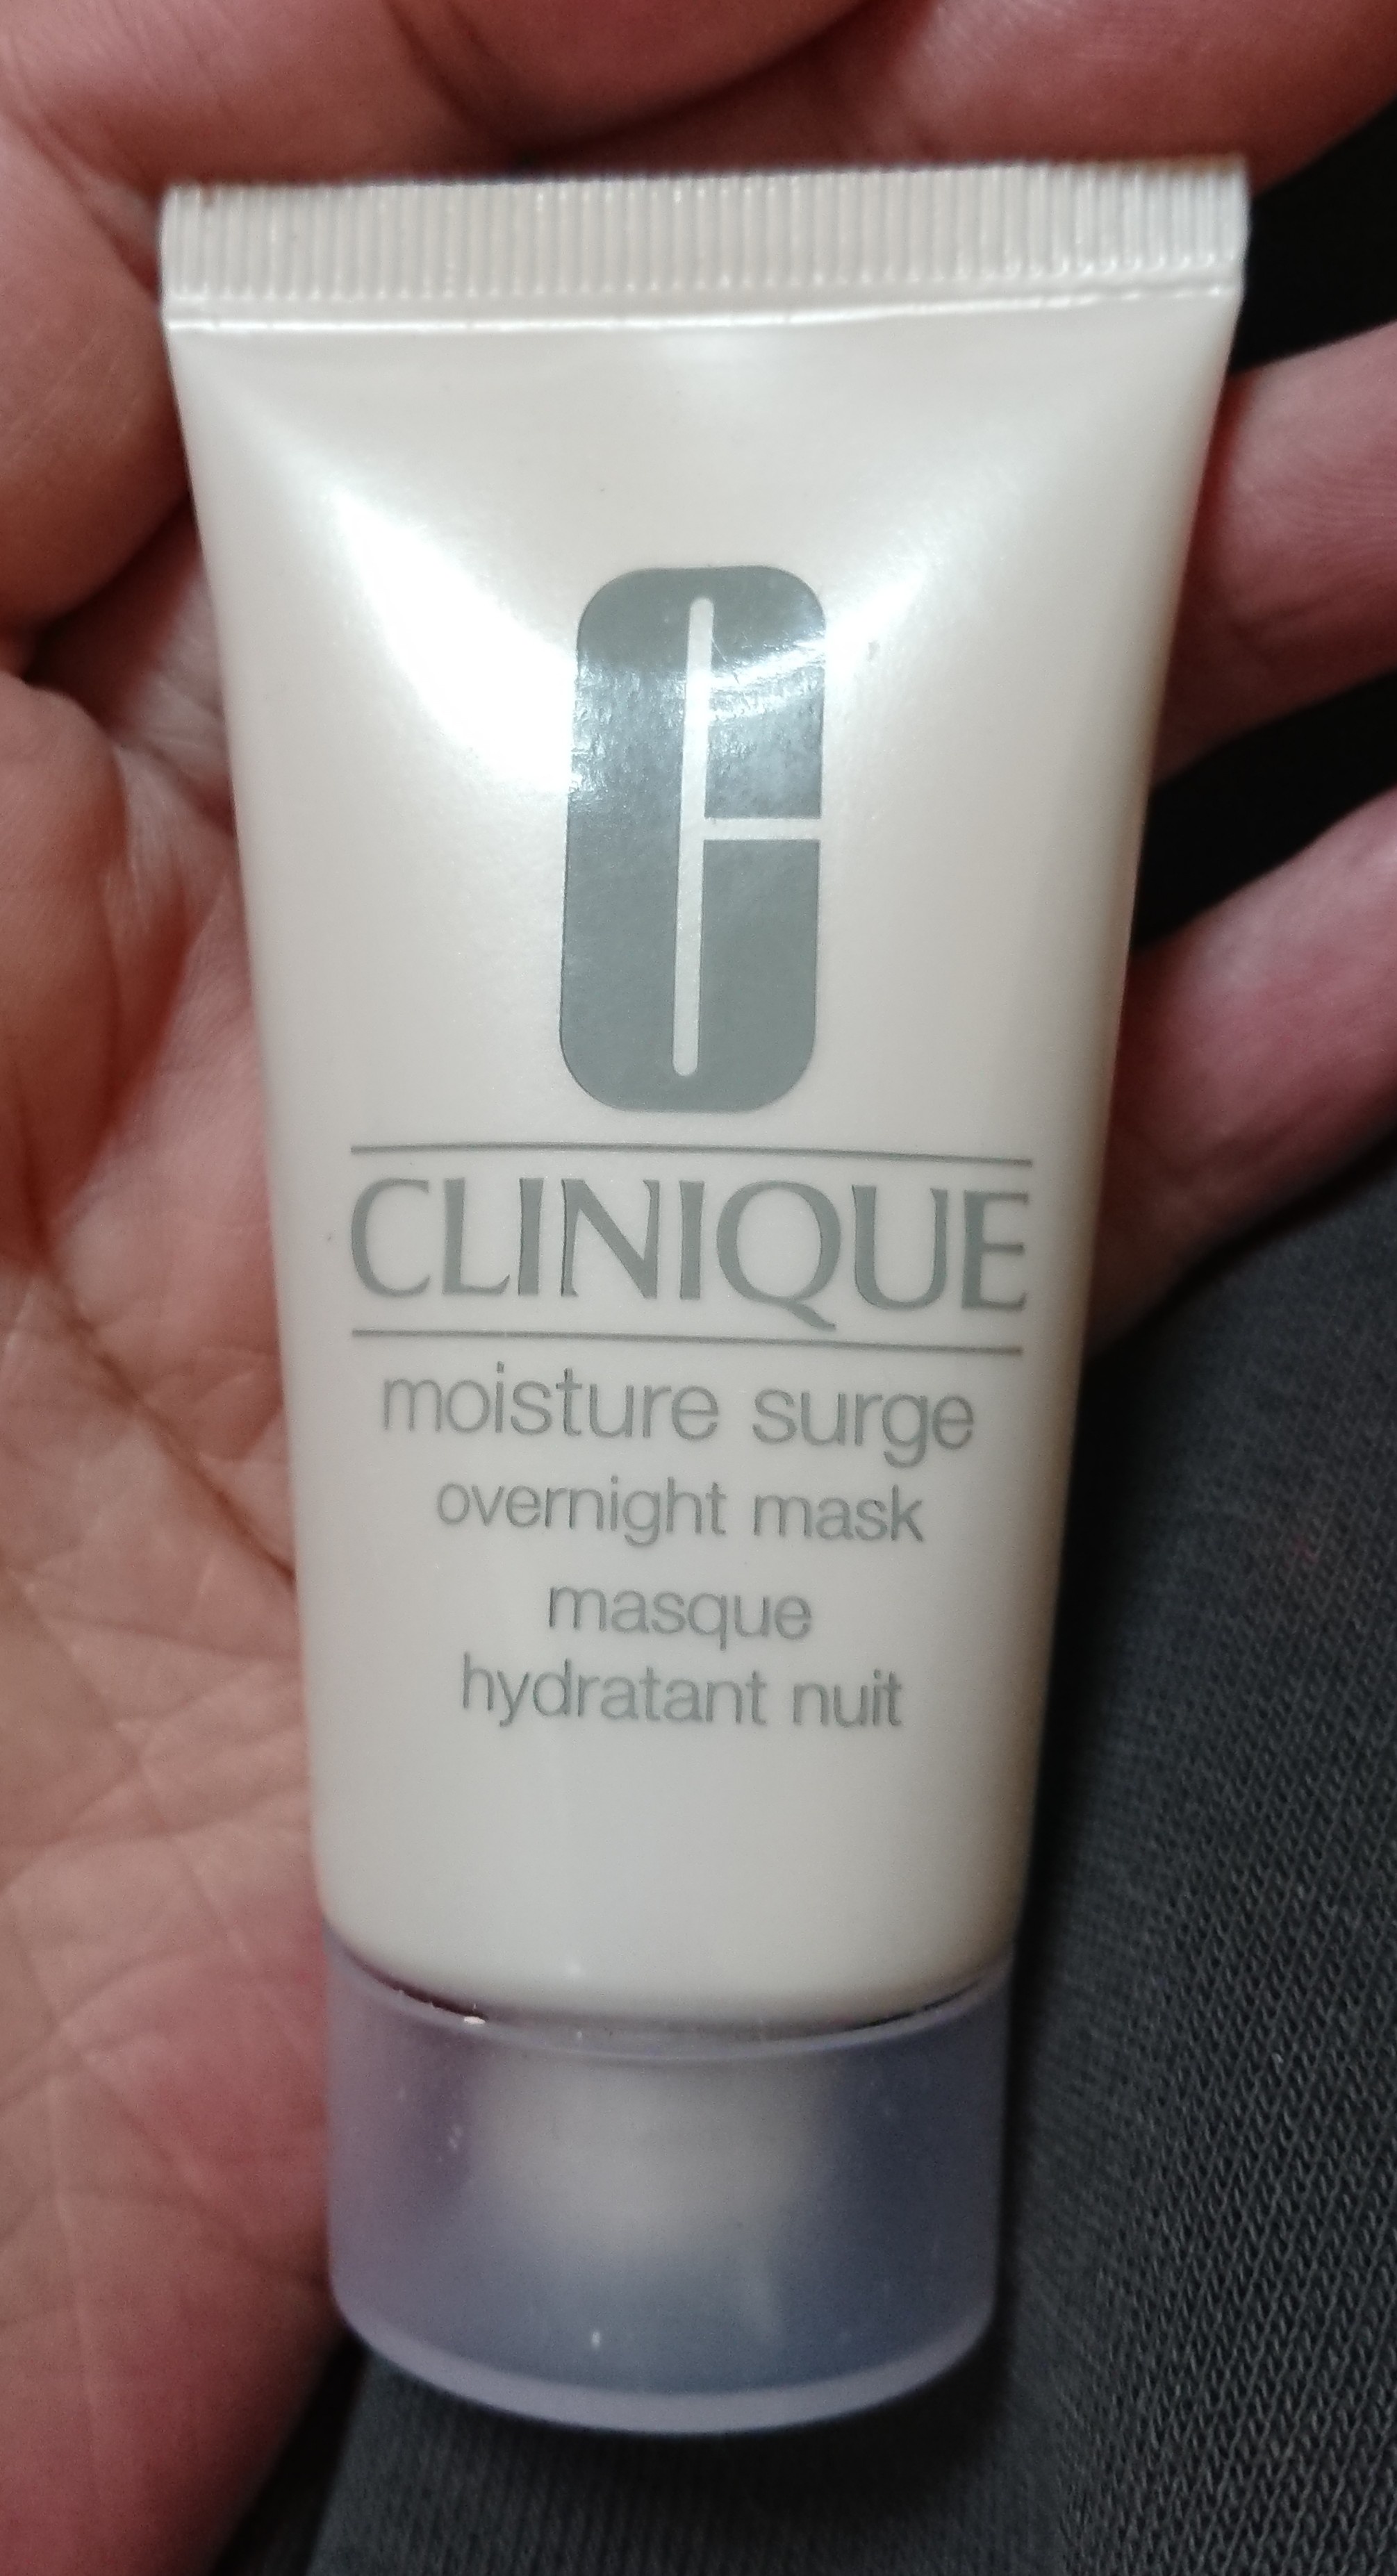 CLINIQUE
moisture surge
overnight mask
masque
hydratant nuit